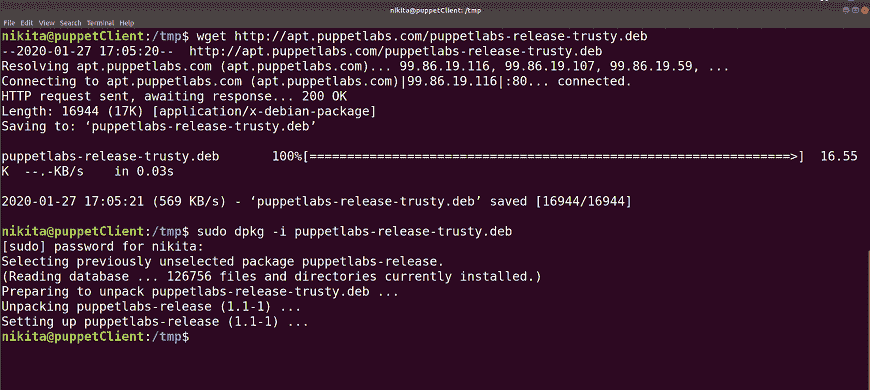 nikita@puppetClient: /tmp
File Edit View Search Terminal Help
nikita@puppetClient:/tmp$ wget http://apt.puppetlabs.com/puppetlabs-release-trusty.deb
--2020-01-27 17:05:20--  http://apt.puppetlabs.com/puppetlabs-release-trusty.deb
Resolving apt.puppetlabs.com (apt.puppetlabs.com)... 99.86.19.116, 99.86.19.107, 99.86.19.59, ...
Connecting to apt.puppetlabs.com (apt.puppetlabs.com)|99.86.19.116|:80... connected.
HTTP request sent, awaiting response... 200 OK
Length: 16944 (17K) [application/x-debian-package]
Saving to: ‘puppetlabs-release-trusty.deb’
puppetlabs-release-trusty.deb       100%[================================================================>]  16.55
K  --.-KB/s    in 0.03s
2020-01-27 17:05:21 (569 KB/s) - ‘puppetlabs-release-trusty.deb’ saved [16944/16944]
nikita@puppetClient:/tmp$ sudo dpkg -i puppetlabs-release-trusty.deb
[sudo] password for nikita:
Selecting previously unselected package puppetlabs-release.
(Reading database ... 126756 files and directories currently installed.)
Preparing to unpack puppetlabs-release-trusty.deb ...
Unpacking puppetlabs-release (1.1-1) ...
Setting up puppetlabs-release (1.1-1) ...
nikita@puppetClient:/tmp$